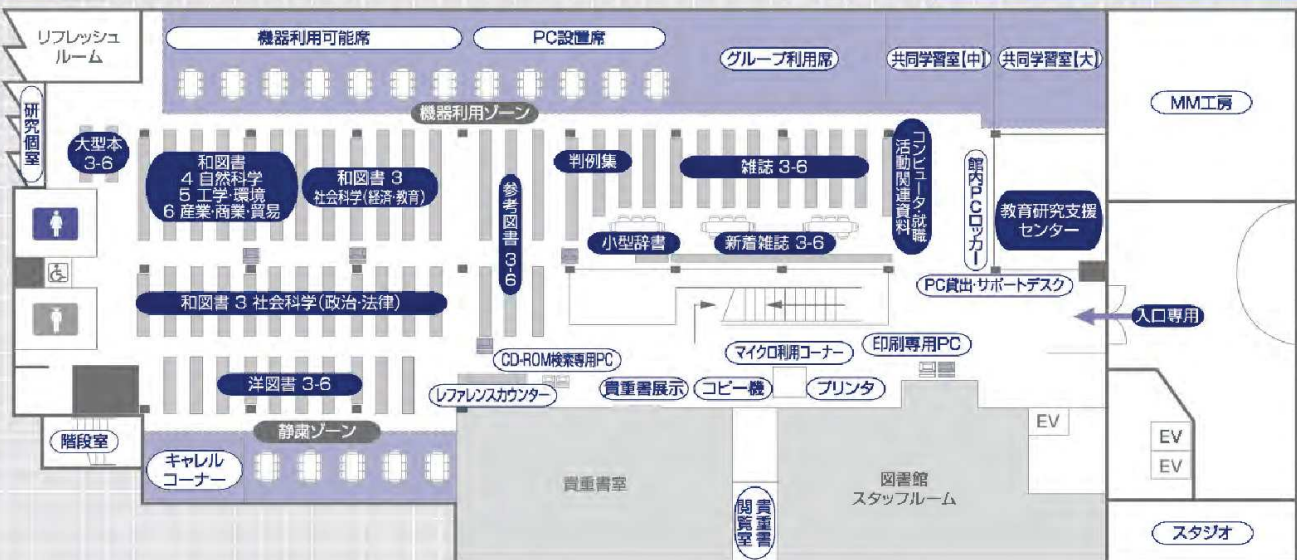 リフレッシュ
ルーム
機器利用可能席
PC設置席
グループ利用席
共同学習室【中】
共同学習室【大】
MM工房
機器利用ゾーン
研究個室
大型本
3-6
和図書
4 自然科学
5 工学・環境
6 産業・商業・貿易
和図書 3
社会科学(経済・教育)
参考図書 3-6
判例集
雑誌 3-6
コンピュータ・就職
活動関連資料
館内PCロッカー
教育研究支援
センター
小型辞書
新着雑誌 3-6
PC貸出・サポートデスク
和図書 3 社会科学(政治・法律)
入口専用
CD-ROM検索専用PC
マイクロ利用コーナー
印刷専用PC
洋図書 3-6
レファレンスカウンター
貴重書展示
コピー機
プリンタ
静粛ゾーン
階段室
キャレル
コーナー
貴重書室
貴重書
閲覧室
図書館
スタッフルーム
EV
EV
EV
スタジオ